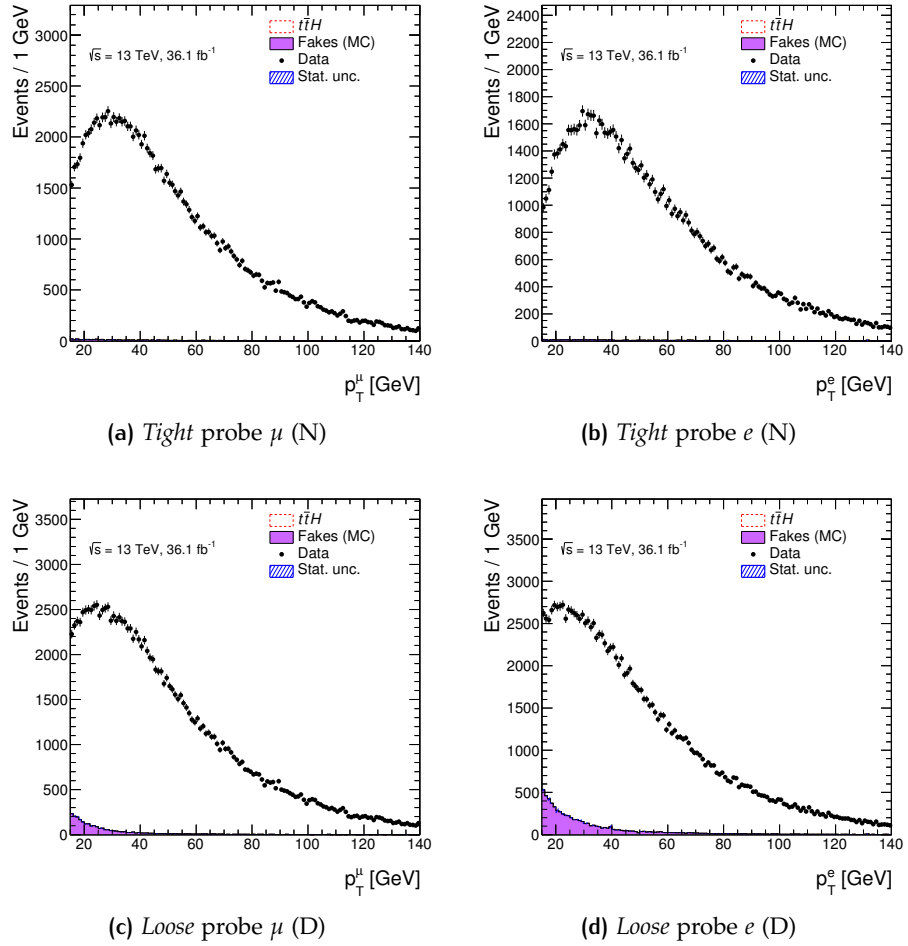 Events / 1 GeV
3000
2500
2000
1500
1000
500
0
√s = 13 TeV, 36.1 fb⁻¹
tt̄H
Fakes (MC)
Data
Stat. unc.
20 40 60 80 100 120 140
p_T^μ [GeV]
(a) Tight probe μ (N)
Events / 1 GeV
2400
2200
2000
1800
1600
1400
1200
1000
800
600
400
200
0
√s = 13 TeV, 36.1 fb⁻¹
tt̄H
Fakes (MC)
Data
Stat. unc.
20 40 60 80 100 120 140
p_T^e [GeV]
(b) Tight probe e (N)
Events / 1 GeV
3500
3000
2500
2000
1500
1000
500
0
√s = 13 TeV, 36.1 fb⁻¹
tt̄H
Fakes (MC)
Data
Stat. unc.
20 40 60 80 100 120 140
p_T^μ [GeV]
(c) Loose probe μ (D)
Events / 1 GeV
3500
3000
2500
2000
1500
1000
500
0
√s = 13 TeV, 36.1 fb⁻¹
tt̄H
Fakes (MC)
Data
Stat. unc.
20 40 60 80 100 120 140
p_T^e [GeV]
(d) Loose probe e (D)